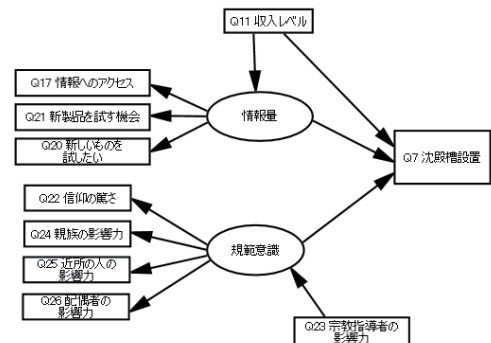 Q11 収入レベル
Q17 情報へのアクセス
Q21 新製品を試す機会
情報量
Q20 新しいものを
試したい
Q7 沈殿槽設置
Q22 信仰の篤さ
Q24 親族の影響力
規範意識
Q25 近所の人の
影響力
Q26 配偶者の
影響力
Q23 宗教指導者の
影響力